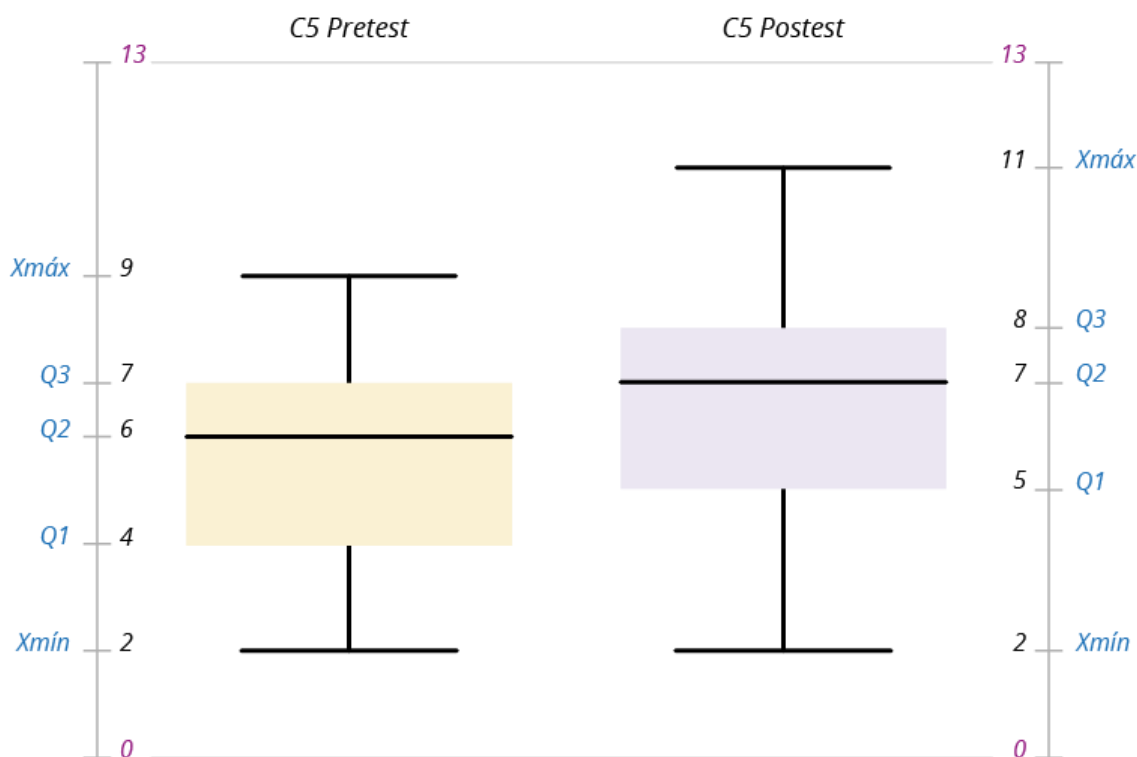 C5 Pretest C5 Postest
13 13
11 Xmáx
Xmáx 9
8 Q3
Q3 7 7 Q2
Q2 6
5 Q1
Q1 4
Xmín 2 2 Xmín
0 0